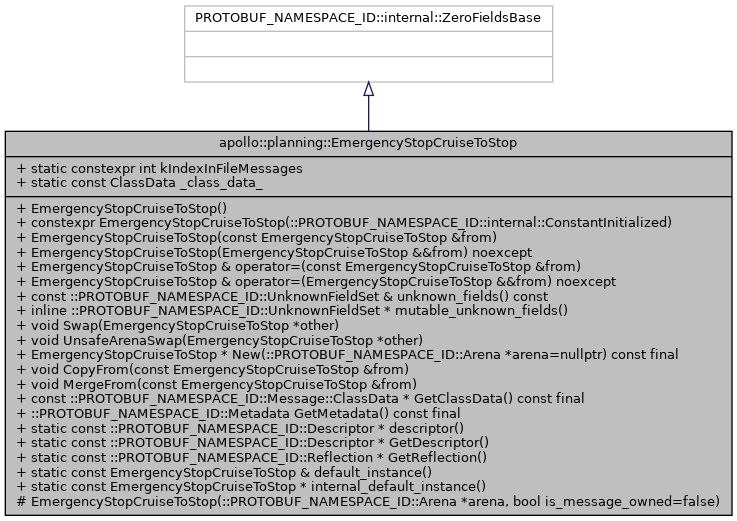 PROTOBUF_NAMESPACE_ID::internal::ZeroFieldsBase
apollo::planning::EmergencyStopCruiseToStop
+ static constexpr int kIndexInFileMessages
+ static const ClassData _class_data_
+ EmergencyStopCruiseToStop()
+ constexpr EmergencyStopCruiseToStop(::PROTOBUF_NAMESPACE_ID::internal::ConstantInitialized)
+ EmergencyStopCruiseToStop(const EmergencyStopCruiseToStop &from)
+ EmergencyStopCruiseToStop(EmergencyStopCruiseToStop &&from) noexcept
+ EmergencyStopCruiseToStop & operator=(const EmergencyStopCruiseToStop &from)
+ EmergencyStopCruiseToStop & operator=(EmergencyStopCruiseToStop &&from) noexcept
+ const ::PROTOBUF_NAMESPACE_ID::UnknownFieldSet & unknown_fields() const
+ inline ::PROTOBUF_NAMESPACE_ID::UnknownFieldSet * mutable_unknown_fields()
+ void Swap(EmergencyStopCruiseToStop *other)
+ void UnsafeArenaSwap(EmergencyStopCruiseToStop *other)
+ EmergencyStopCruiseToStop * New(::PROTOBUF_NAMESPACE_ID::Arena *arena=nullptr) const final
+ void CopyFrom(const EmergencyStopCruiseToStop &from)
+ void MergeFrom(const EmergencyStopCruiseToStop &from)
+ const ::PROTOBUF_NAMESPACE_ID::Message::ClassData * GetClassData() const final
+ ::PROTOBUF_NAMESPACE_ID::Metadata GetMetadata() const final
+ static const ::PROTOBUF_NAMESPACE_ID::Descriptor * descriptor()
+ static const ::PROTOBUF_NAMESPACE_ID::Descriptor * GetDescriptor()
+ static const ::PROTOBUF_NAMESPACE_ID::Reflection * GetReflection()
+ static const EmergencyStopCruiseToStop & default_instance()
+ static const EmergencyStopCruiseToStop * internal_default_instance()
# EmergencyStopCruiseToStop(::PROTOBUF_NAMESPACE_ID::Arena *arena, bool is_message_owned=false)